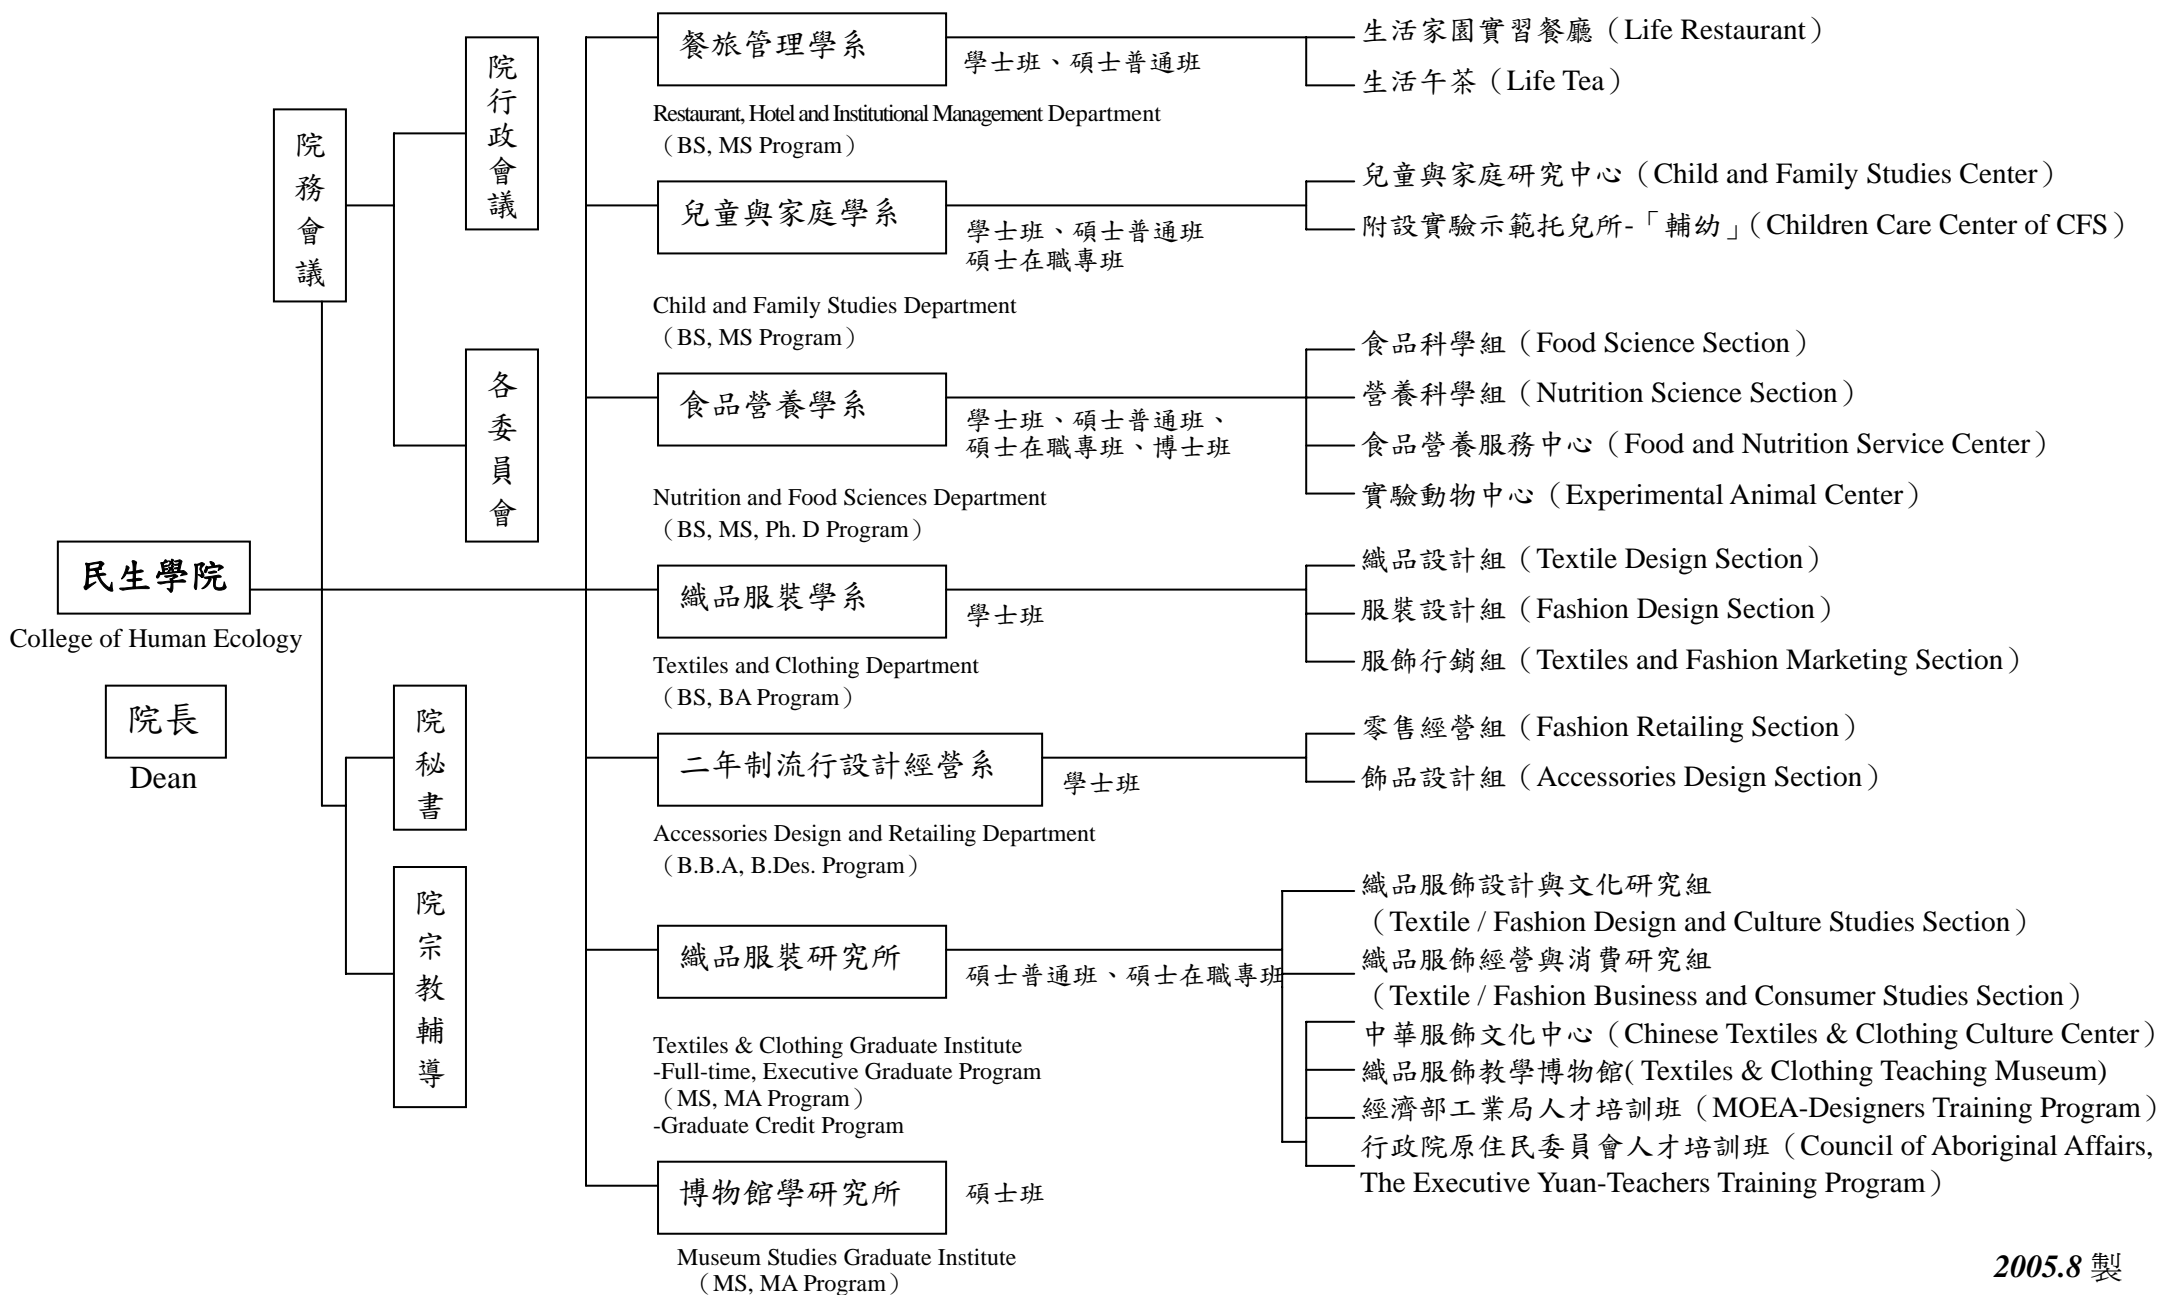 民生學院
College of Human Ecology
院長
Dean
院務會議
院行政會議
各委員會
院秘書
院宗教輔導
餐旅管理學系
學士班、碩士普通班
Restaurant, Hotel and Institutional Management Department
（BS, MS Program）
生活家園實習餐廳（Life Restaurant）
生活午茶（Life Tea）
兒童與家庭學系
學士班、碩士普通班
碩士在職專班
Child and Family Studies Department
（BS, MS Program）
兒童與家庭研究中心（Child and Family Studies Center）
附設實驗示範托兒所-「輔幼」（Children Care Center of CFS）
食品營養學系
學士班、碩士普通班、
碩士在職專班、博士班
Nutrition and Food Sciences Department
（BS, MS, Ph. D Program）
食品科學組（Food Science Section）
營養科學組（Nutrition Science Section）
食品營養服務中心（Food and Nutrition Service Center）
實驗動物中心（Experimental Animal Center）
織品服裝學系
學士班
Textiles and Clothing Department
（BS, BA Program）
織品設計組（Textile Design Section）
服裝設計組（Fashion Design Section）
服飾行銷組（Textiles and Fashion Marketing Section）
二年制流行設計經營系
學士班
Accessories Design and Retailing Department
（B.B.A, B.Des. Program）
零售經營組（Fashion Retailing Section）
飾品設計組（Accessories Design Section）
織品服裝研究所
碩士普通班、碩士在職專班
Textiles & Clothing Graduate Institute
-Full-time, Executive Graduate Program
（MS, MA Program）
-Graduate Credit Program
織品服飾設計與文化研究組
（Textile / Fashion Design and Culture Studies Section）
織品服飾經營與消費研究組
（Textile / Fashion Business and Consumer Studies Section）
中華服飾文化中心（Chinese Textiles & Clothing Culture Center）
織品服飾教學博物館( Textiles & Clothing Teaching Museum)
經濟部工業局人才培訓班（MOEA-Designers Training Program）
行政院原住民委員會人才培訓班（Council of Aboriginal Affairs,
The Executive Yuan-Teachers Training Program）
博物館學研究所
碩士班
Museum Studies Graduate Institute
（MS, MA Program）
2005.8 製